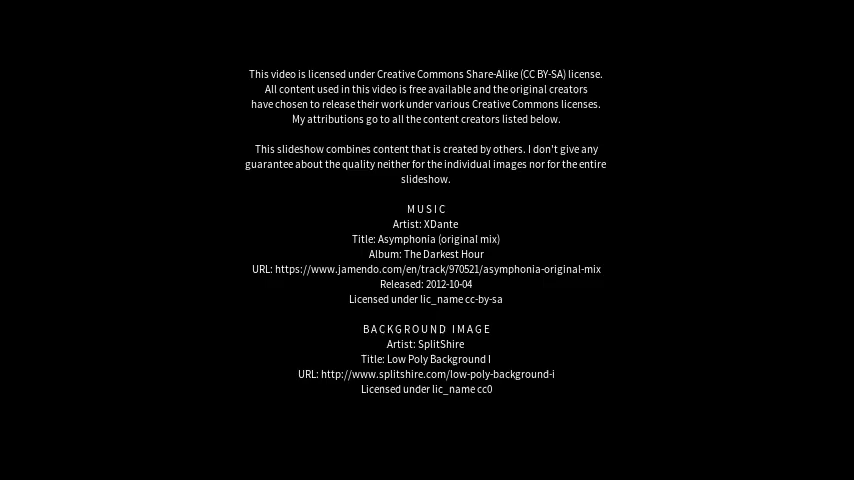 This video is licensed under Creative Commons Share-Alike (CC BY-SA) license.
All content used in this video is free available and the original creators
have chosen to release their work under various Creative Commons licenses.
My attributions go to all the content creators listed below.
This slideshow combines content that is created by others. I don't give any
guarantee about the quality neither for the individual images nor for the entire
slideshow.
MUSIC
Artist: XDante
Title: Asymphonia (original mix)
Album: The Darkest Hour
URL: https://www.jamendo.com/en/track/970521/asymphonia-original-mix
Released: 2012-10-04
Licensed under lic_name cc-by-sa
BACKGROUND IMAGE
Artist: SplitShire
Title: Low Poly Background I
URL: http://www.splitshire.com/low-poly-background-i
Licensed under lic_name cc0